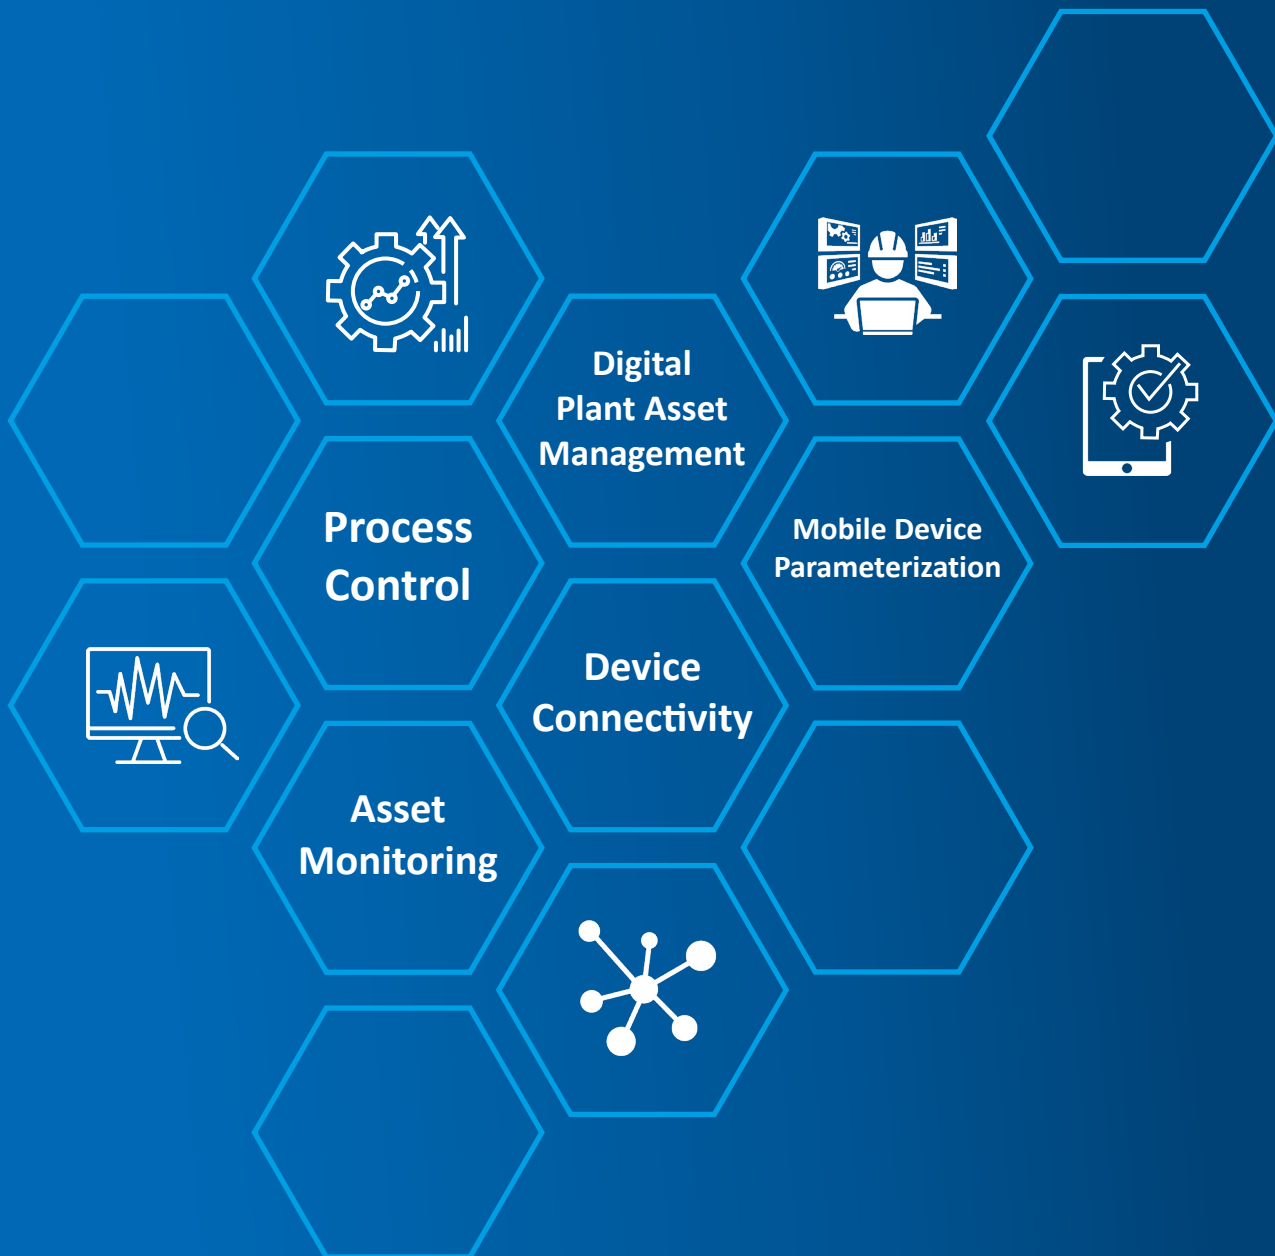 Digital
Plant Asset
Management
Process
Control
Mobile Device
Parameterization
Device
Connectivity
Asset
Monitoring